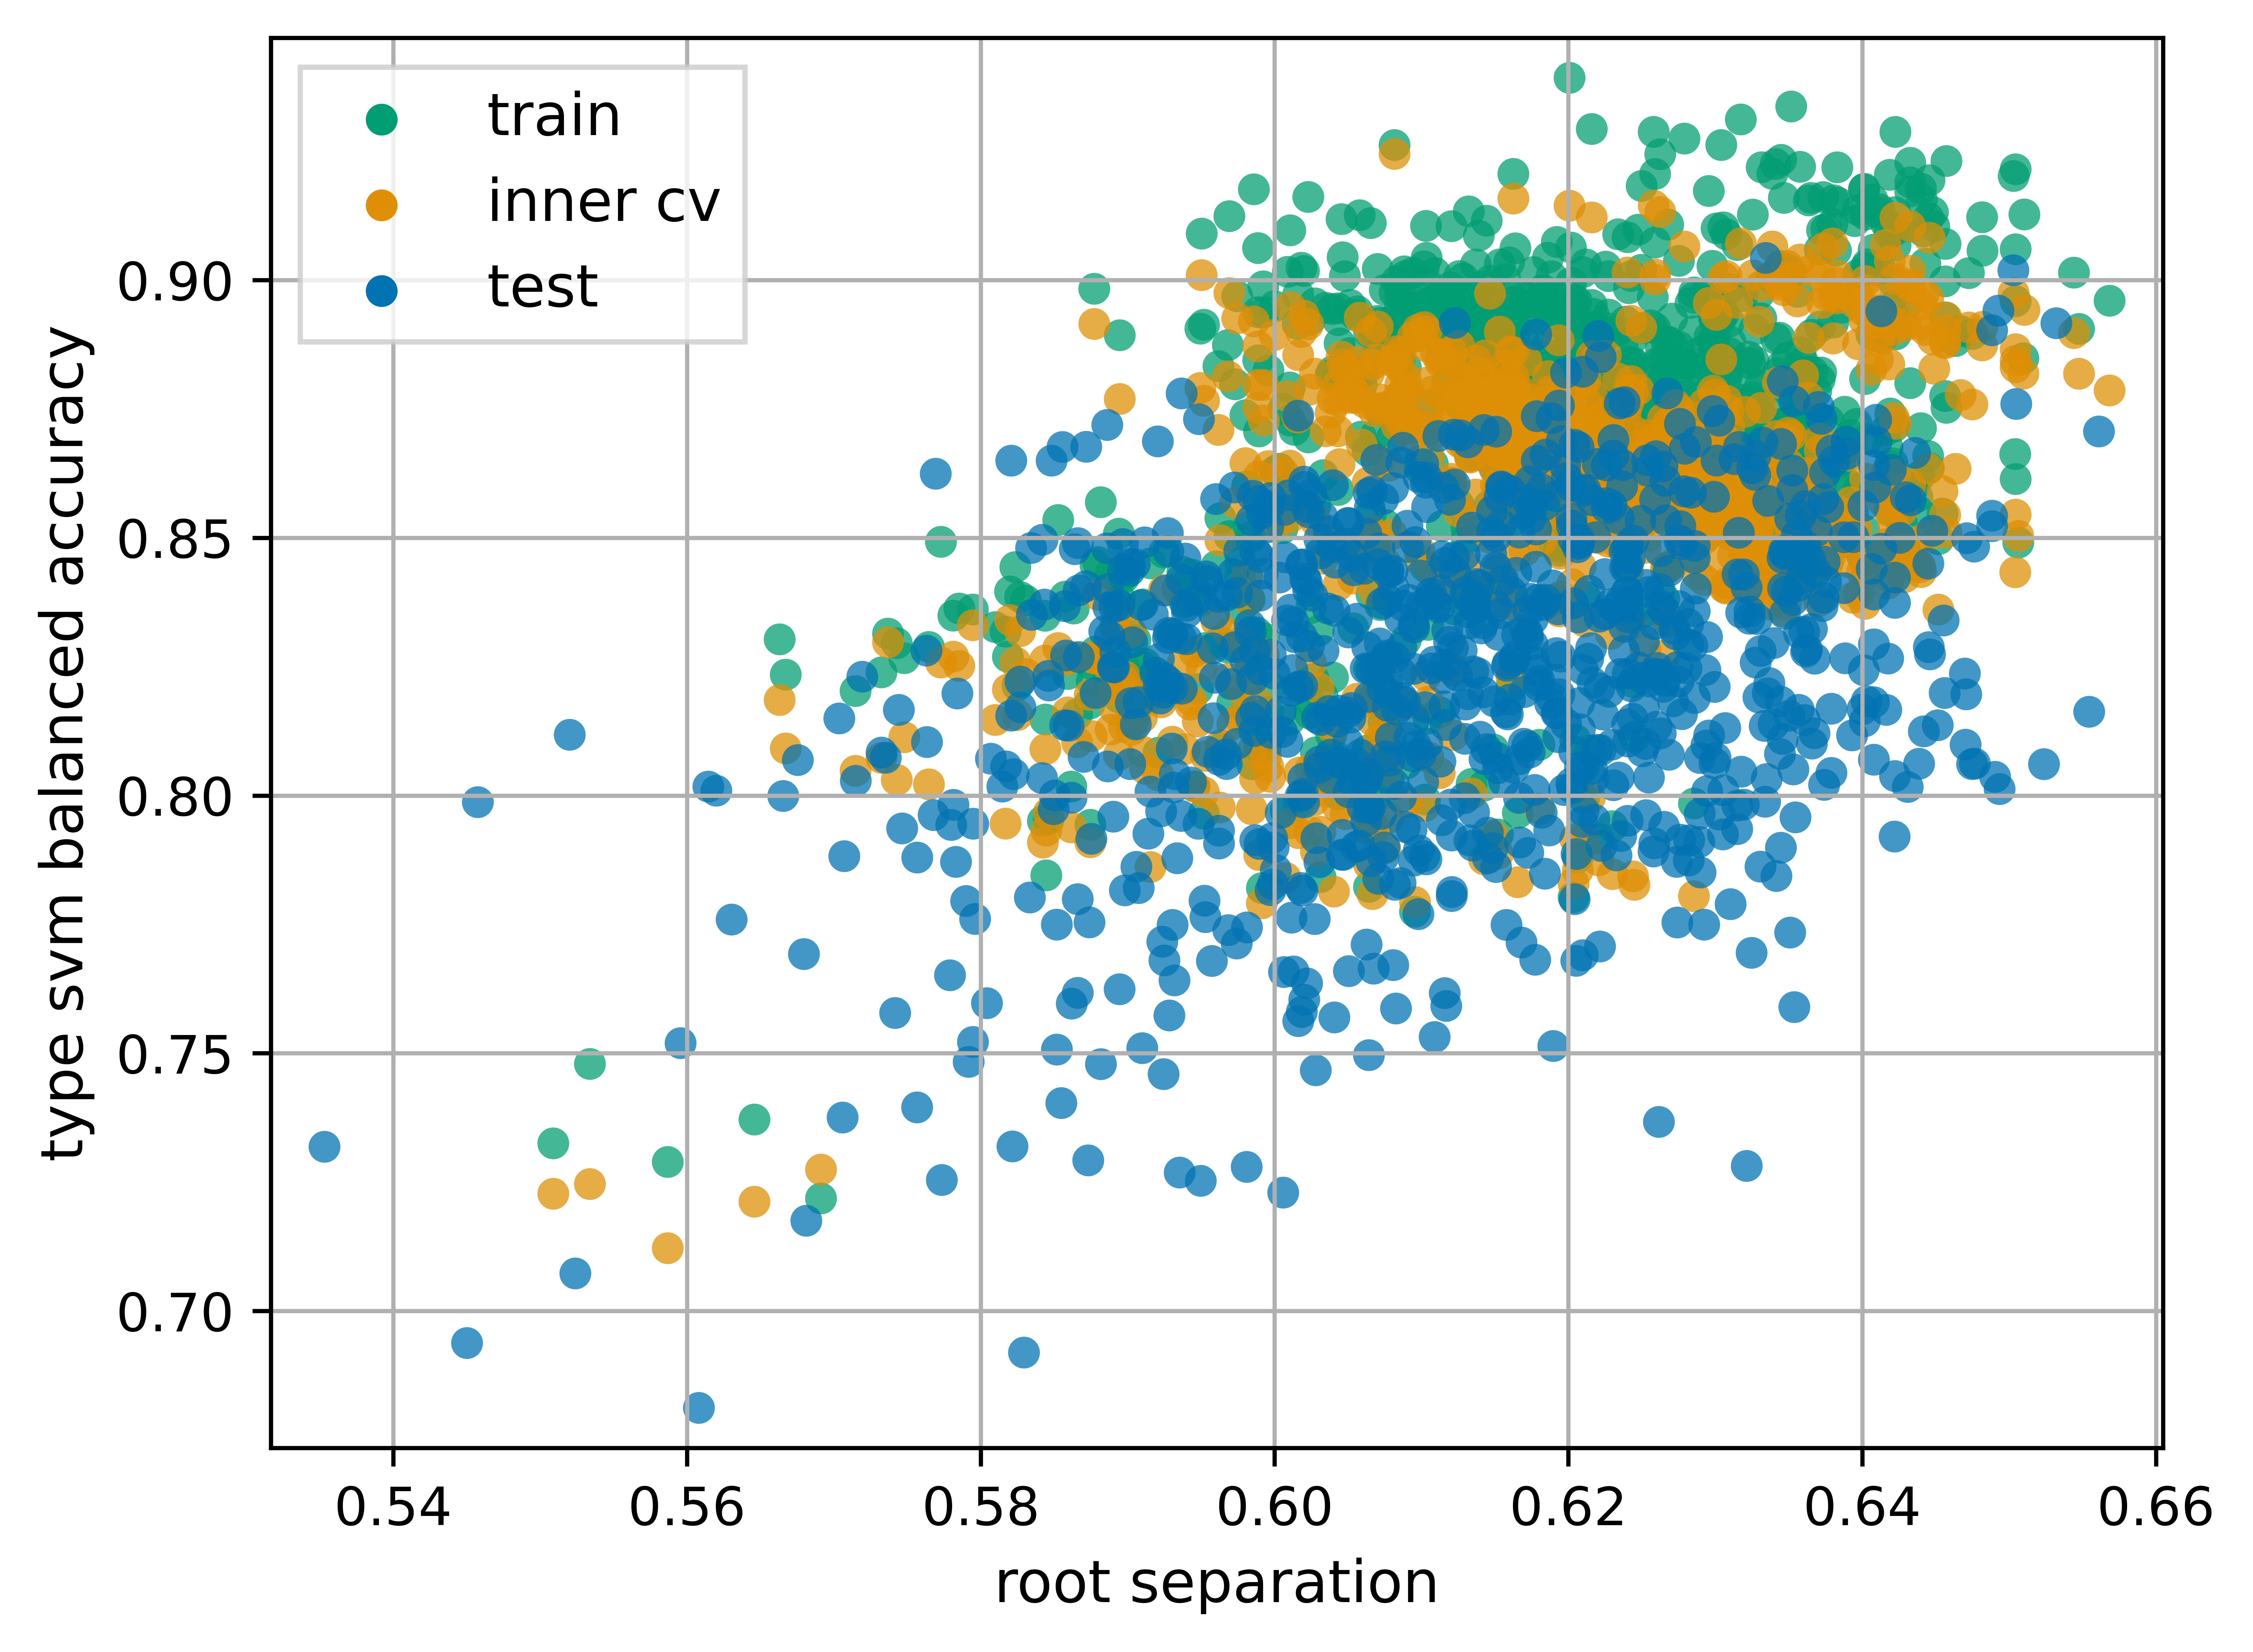 train
inner cv
test
type svm balanced accuracy
0.90
0.85
0.80
0.75
0.70
0.54 0.56 0.58 0.60 0.62 0.64 0.66
root separation